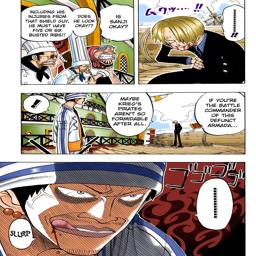 IS SANJI
OKAY?
DOES HE
LOOK
OKAY!?
INCLUDING HIS
INJURIES FROM
THAT SHIELD GUY,
HE MUST HAVE
FIVE OR SIX
BUSTED RIBS!
IF YOU'RE
THE BATTLE
COMMANDER
OF THIS
DEFUNCT
ARMADA...
MAYBE
KRIEG'S
PIRATES
AREN'T SO
FORMIDABLE
AFTER ALL.
SLURP